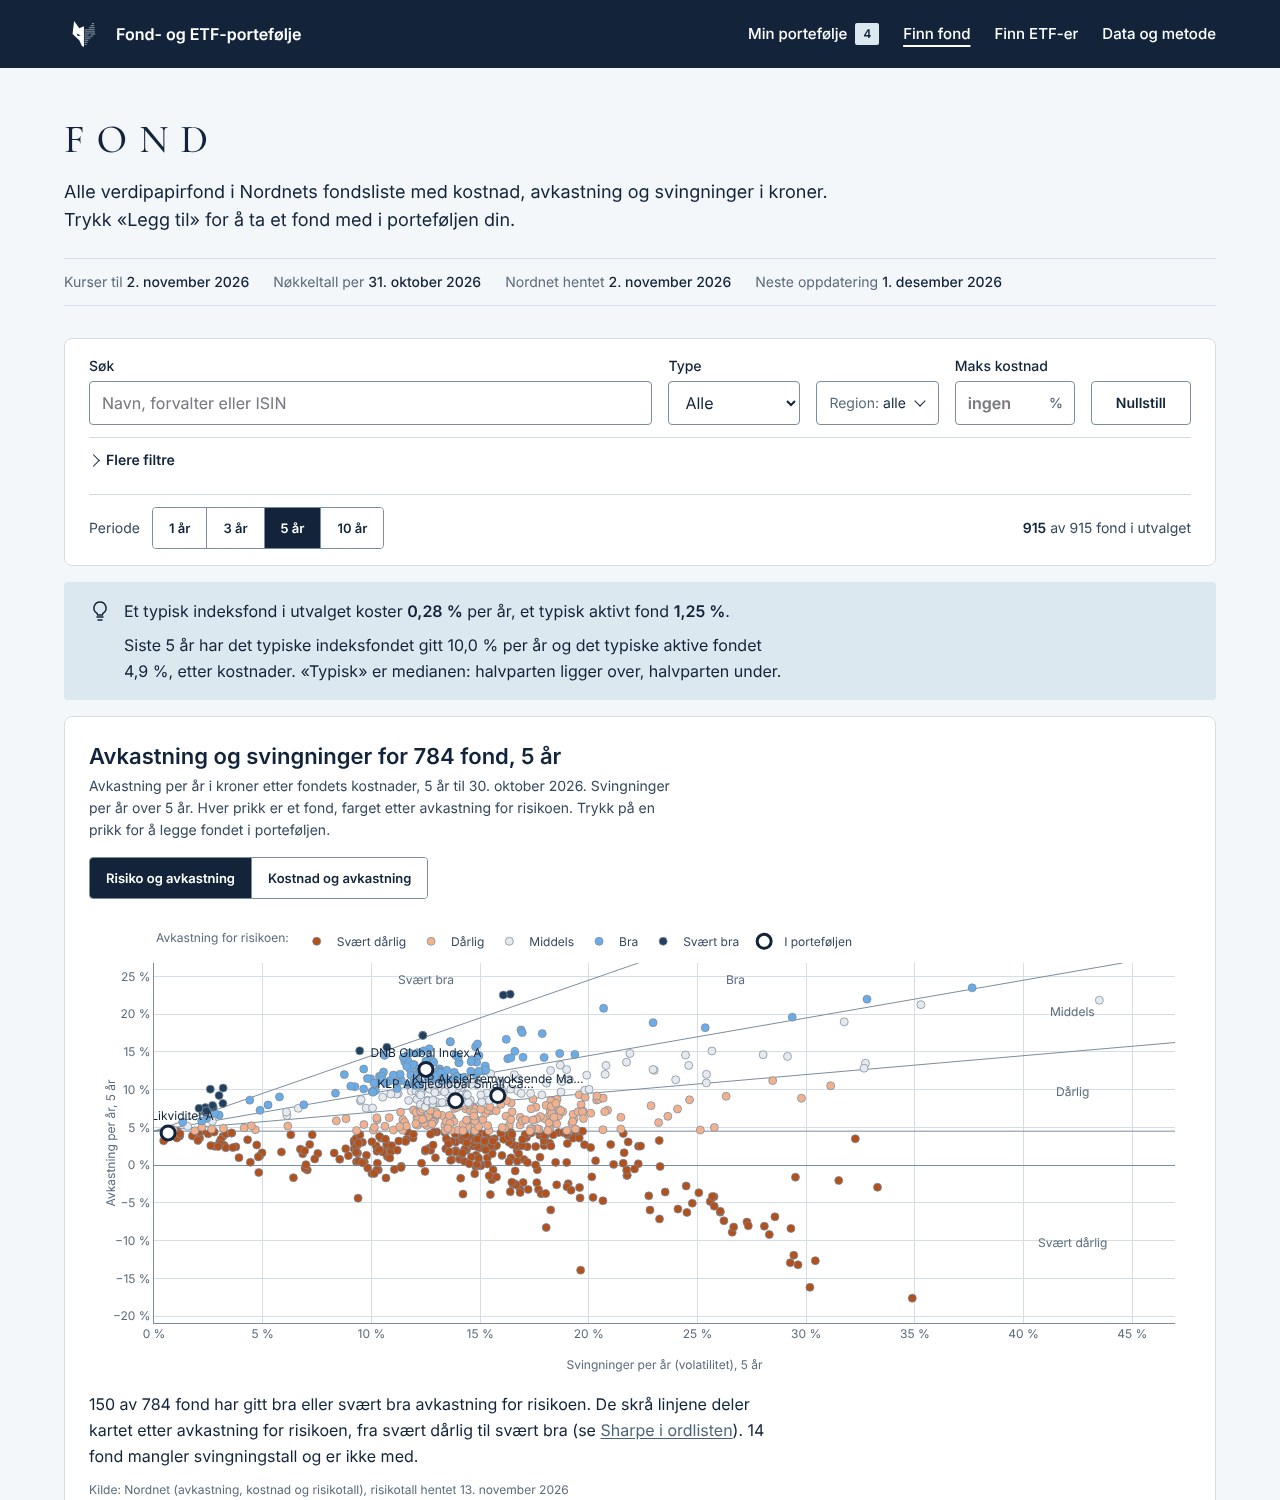 Fond- og ETF-portefølje
Min portefølje 4 Finn fond Finn ETF-er Data og metode
FOND
Alle verdipapirfond i Nordnets fondsliste med kostnad, avkastning og svingninger i kroner.
Trykk «Legg til» for å ta et fond med i porteføljen din.
Kurser til 2. november 2026 Nøkkeltall per 31. oktober 2026 Nordnet hentet 2. november 2026 Neste oppdatering 1. desember 2026
Søk Type Maks kostnad
Navn, forvalter eller ISIN Alle Region: alle ingen % Nullstill
Flere filtre
Periode 1 år 3 år 5 år 10 år 915 av 915 fond i utvalget
Et typisk indeksfond i utvalget koster 0,28 % per år, et typisk aktivt fond 1,25 %.
Siste 5 år har det typiske indeksfondet gitt 10,0 % per år og det typiske aktive fondet
4,9 %, etter kostnader. «Typisk» er medianen: halvparten ligger over, halvparten under.
Avkastning og svingninger for 784 fond, 5 år
Avkastning per år i kroner etter fondets kostnader, 5 år til 30. oktober 2026. Svingninger
per år over 5 år. Hver prikk er et fond, farget etter avkastning for risikoen. Trykk på en
prikk for å legge fondet i porteføljen.
Risiko og avkastning Kostnad og avkastning
Avkastning for risikoen: Svært dårlig Dårlig Middels Bra Svært bra I porteføljen
25 % Svært bra Bra
20 % Middels
15 % DNB Global Index A
KLP AksjeFremvoksende Ma...
KLP AksjeGlobal Small Ca...
10 % Dårlig
Likviditet A
5 %
0 %
−5 %
−10 % Svært dårlig
−15 %
−20 %
Avkastning per år, 5 år
0 % 5 % 10 % 15 % 20 % 25 % 30 % 35 % 40 % 45 %
Svingninger per år (volatilitet), 5 år
150 av 784 fond har gitt bra eller svært bra avkastning for risikoen. De skrå linjene deler
kartet etter avkastning for risikoen, fra svært dårlig til svært bra (se Sharpe i ordlisten). 14
fond mangler svingningstall og er ikke med.
Kilde: Nordnet (avkastning, kostnad og risikotall), risikotall hentet 13. november 2026